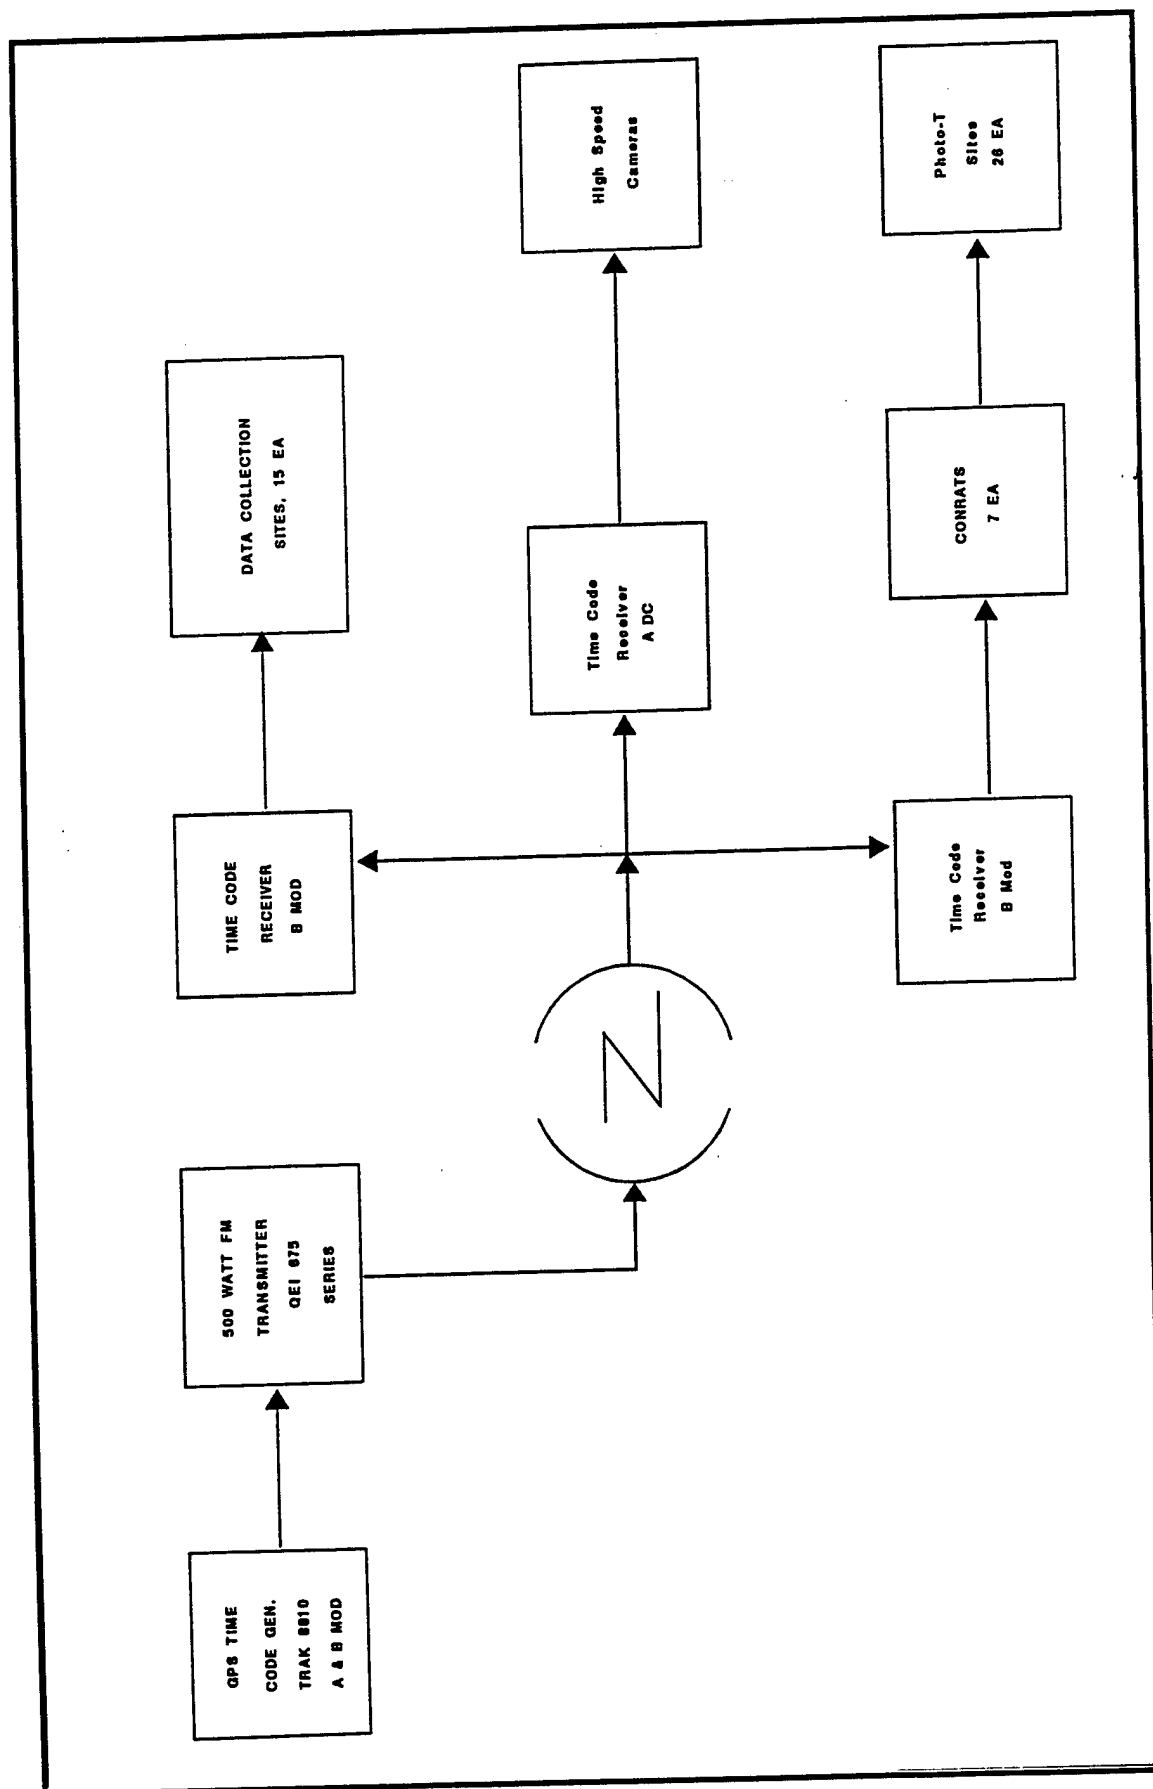 GPS TIME
CODE GEN.
TRAK 8810
A & B MOD
500 WATT FM
TRANSMITTER
QEI 675
SERIES
TIME CODE
RECEIVER
B MOD
DATA COLLECTION
SITES, 15 EA
Time Code
Receiver
A DC
High Speed
Cameras
Time Code
Receiver
B Mod
CONRATS
7 EA
Photo-T
Sites
26 EA